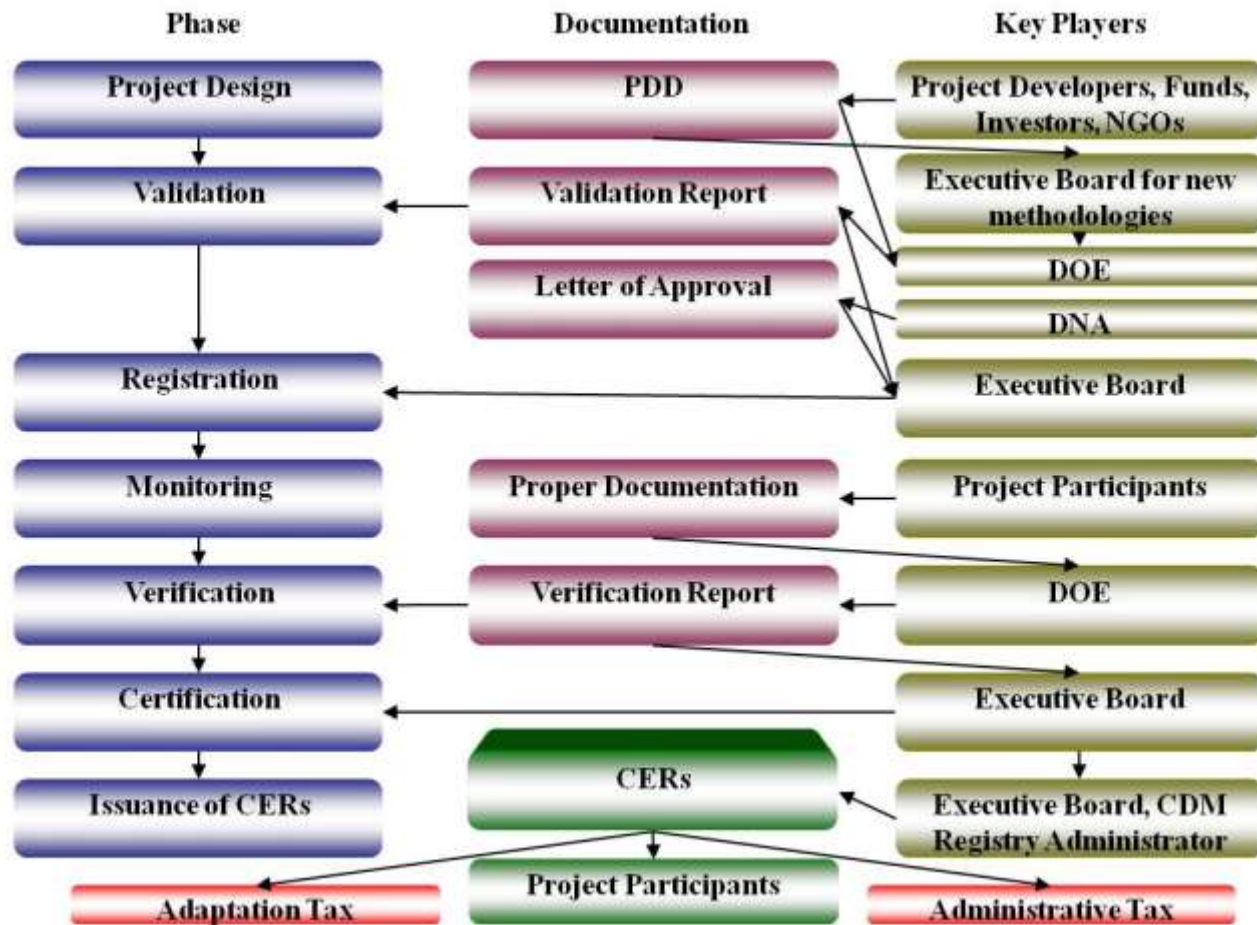 Phase
Documentation
Key Players
Project Design
PDD
Project Developers, Funds,
Investors, NGOs
Validation
Validation Report
Executive Board for new
methodologies
DOE
Letter of Approval
DNA
Registration
Executive Board
Monitoring
Proper Documentation
Project Participants
Verification
Verification Report
DOE
Certification
Executive Board
CERs
Issuance of CERs
Executive Board, CDM
Registry Administrator
Project Participants
Adaptation Tax
Administrative Tax